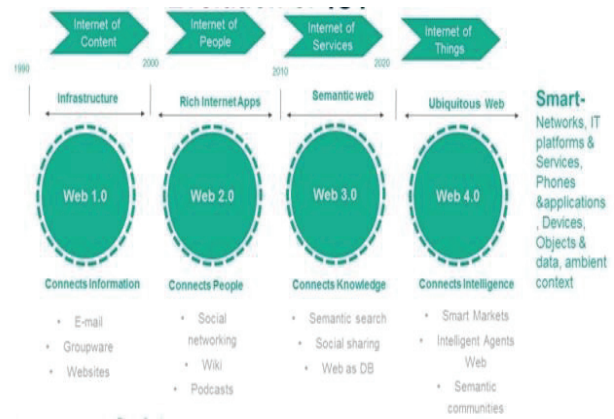 Internet of
Content
Internet of
People
Internet of
Services
Internet of
Things
1990
2000
2010
2020
Infrastructure
Rich Internet Apps
Semantic web
Ubiquitous Web
Web 1.0
Web 2.0
Web 3.0
Web 4.0
Connects Information
Connects People
Connects Knowledge
Connects Intelligence
• E-mail
• Groupware
• Websites
• Social
networking
• Wiki
• Podcasts
• Semantic search
• Social sharing
• Web as DB
• Smart Markets
• Intelligent Agents
Web
• Semantic
communities
Smart-
Networks, IT
platforms &
Services,
Phones
&applications
, Devices,
Objects &
data, ambient
context